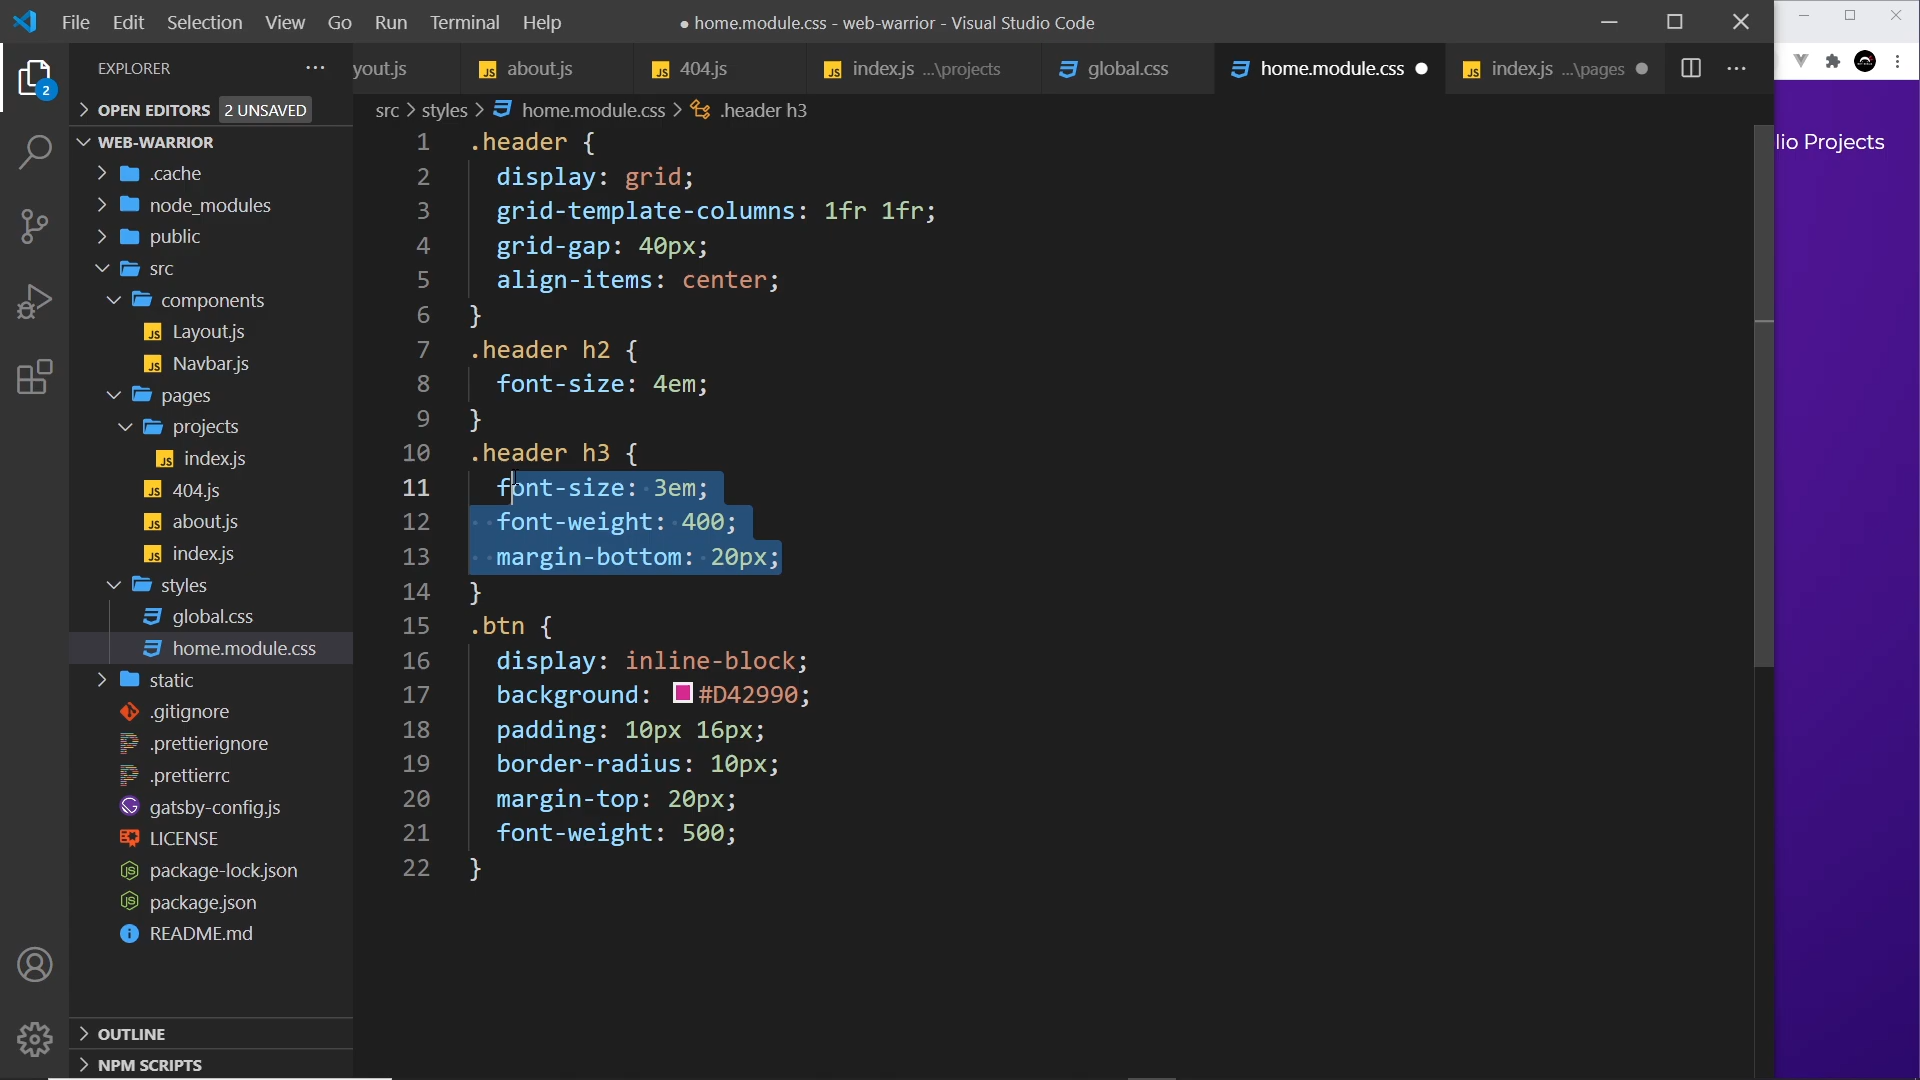 File Edit Selection View Go Run Terminal Help
● home.module.css - web-warrior - Visual Studio Code
EXPLORER
yout.js
about.js
404.js
index.js ...\projects
global.css
home.module.css ●
index.js ...\pages ●
2
OPEN EDITORS 2 UNSAVED
src > styles > home.module.css > .header h3
WEB-WARRIOR
.cache
node_modules
public
src
components
Layout.js
Navbar.js
pages
projects
index.js
404.js
about.js
index.js
styles
global.css
home.module.css
static
.gitignore
.prettierignore
.prettierrc
gatsby-config.js
LICENSE
package-lock.json
package.json
README.md
OUTLINE
NPM SCRIPTS
1 .header {
2 display: grid;
3 grid-template-columns: 1fr 1fr;
4 grid-gap: 40px;
5 align-items: center;
6 }
7 .header h2 {
8 font-size: 4em;
9 }
10 .header h3 {
11 font-size: 3em;
12 font-weight: 400;
13 margin-bottom: 20px;
14 }
15 .btn {
16 display: inline-block;
17 background: #D42990;
18 padding: 10px 16px;
19 border-radius: 10px;
20 margin-top: 20px;
21 font-weight: 500;
22 }
lio Projects